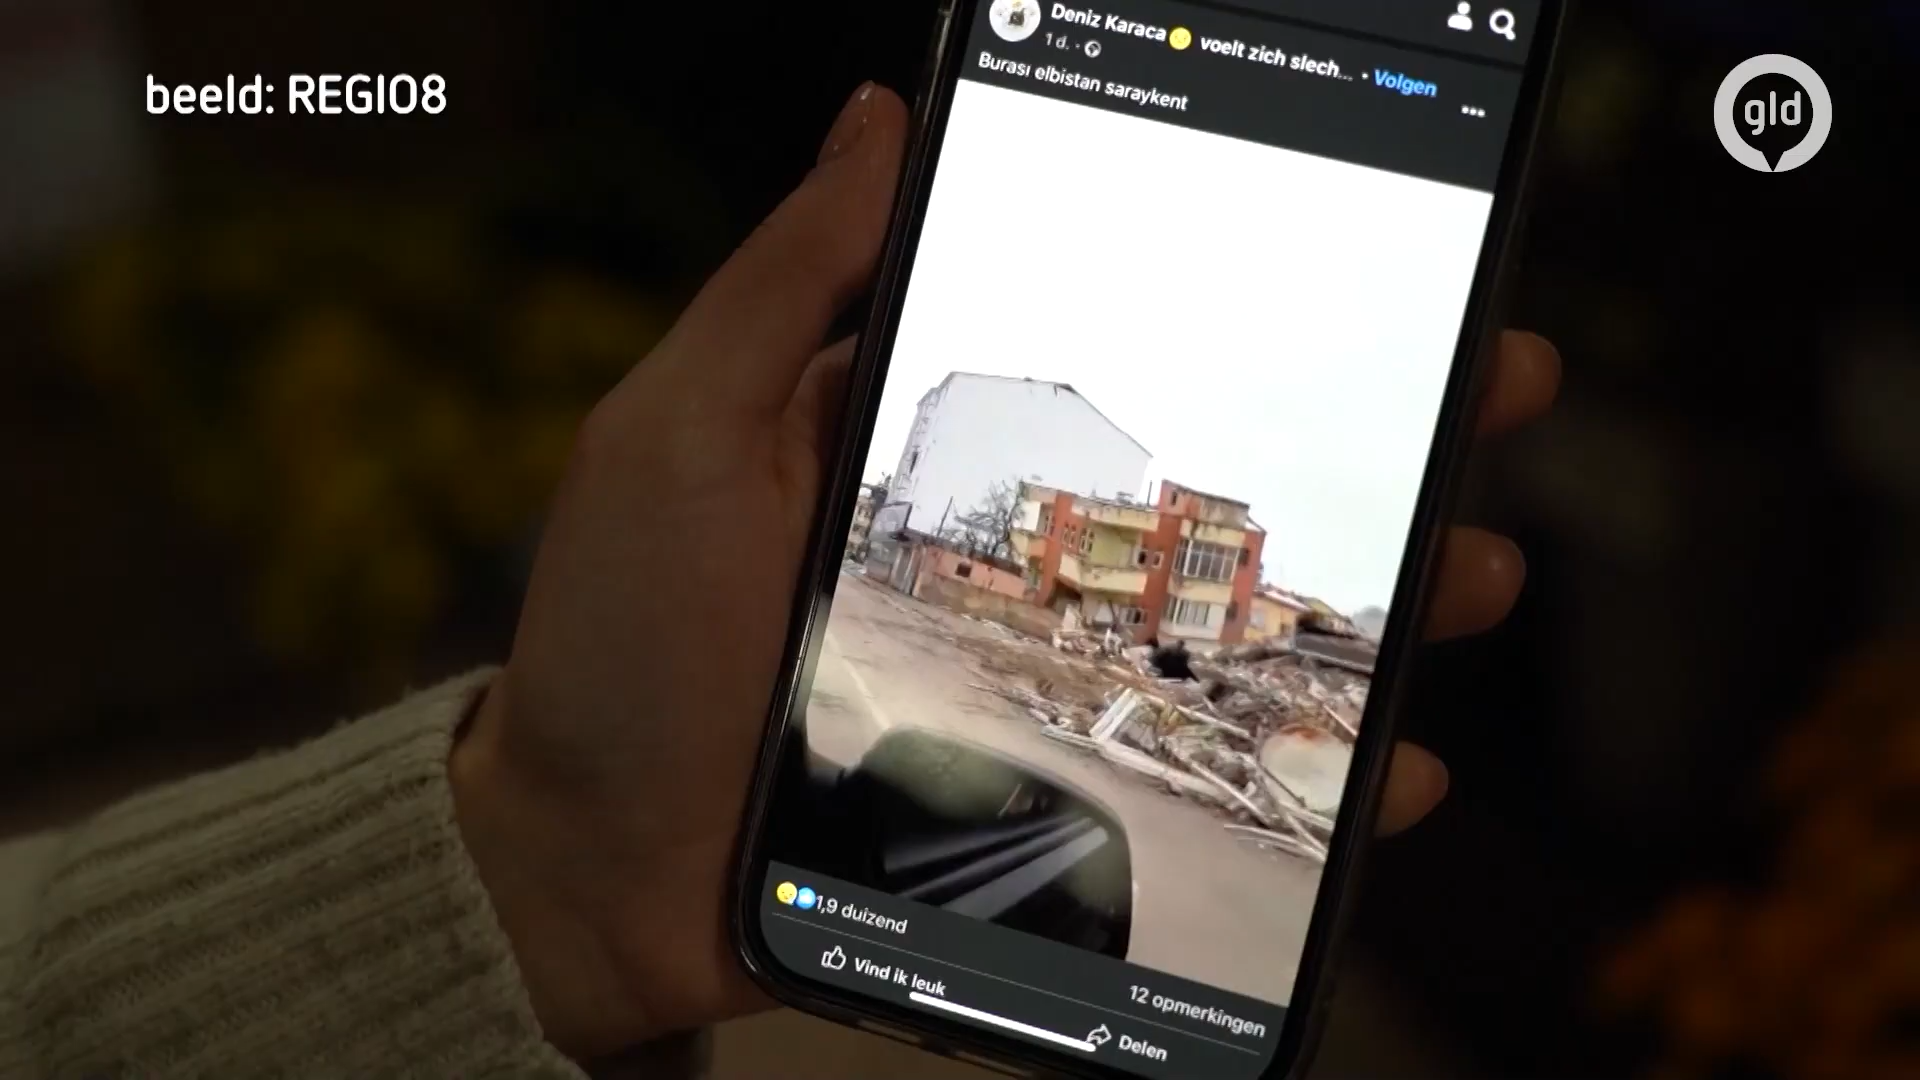 beeld: REGIO8
gld
Deniz Karaca voelt zich slech... · Volgen
1 d. ·
Burası elbistan saraykent
1,9 duizend
12 opmerkingen
Vind ik leuk
Delen